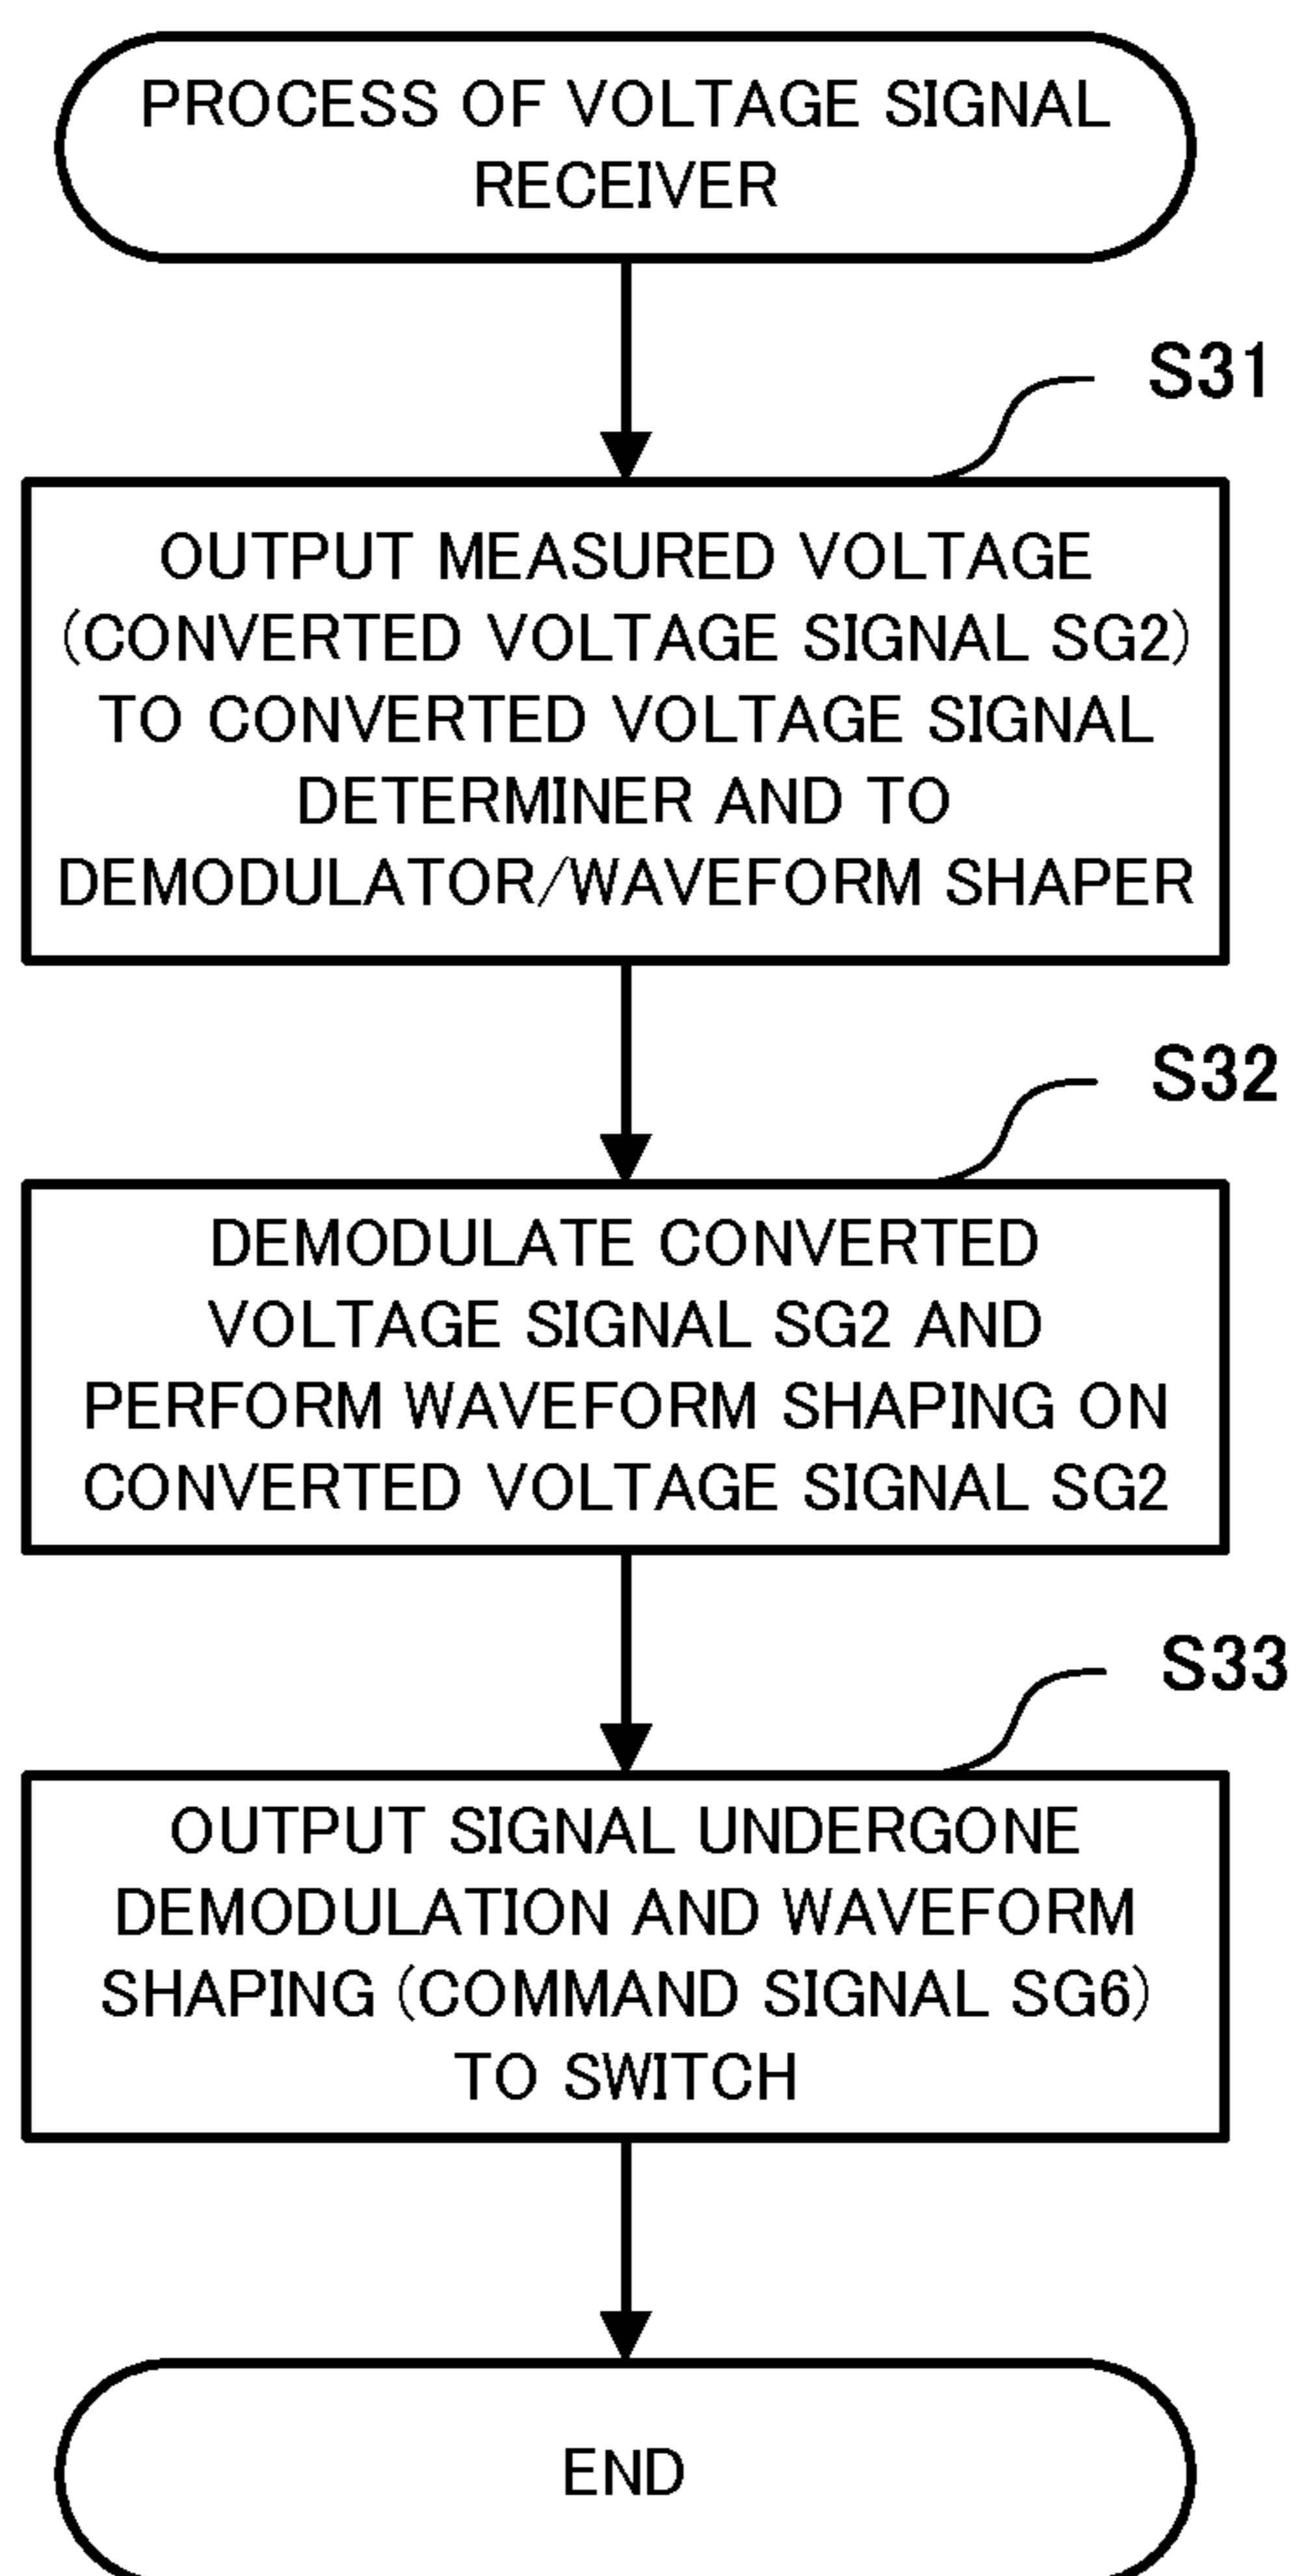 PROCESS OF VOLTAGE SIGNAL
RECEIVER
S31
OUTPUT MEASURED VOLTAGE
(CONVERTED VOLTAGE SIGNAL SG2)
TO CONVERTED VOLTAGE SIGNAL
DETERMINER AND TO
DEMODULATOR/WAVEFORM SHAPER
S32
DEMODULATE CONVERTED
VOLTAGE SIGNAL SG2 AND
PERFORM WAVEFORM SHAPING ON
CONVERTED VOLTAGE SIGNAL SG2
S33
OUTPUT SIGNAL UNDERGONE
DEMODULATION AND WAVEFORM
SHAPING (COMMAND SIGNAL SG6)
TO SWITCH
END